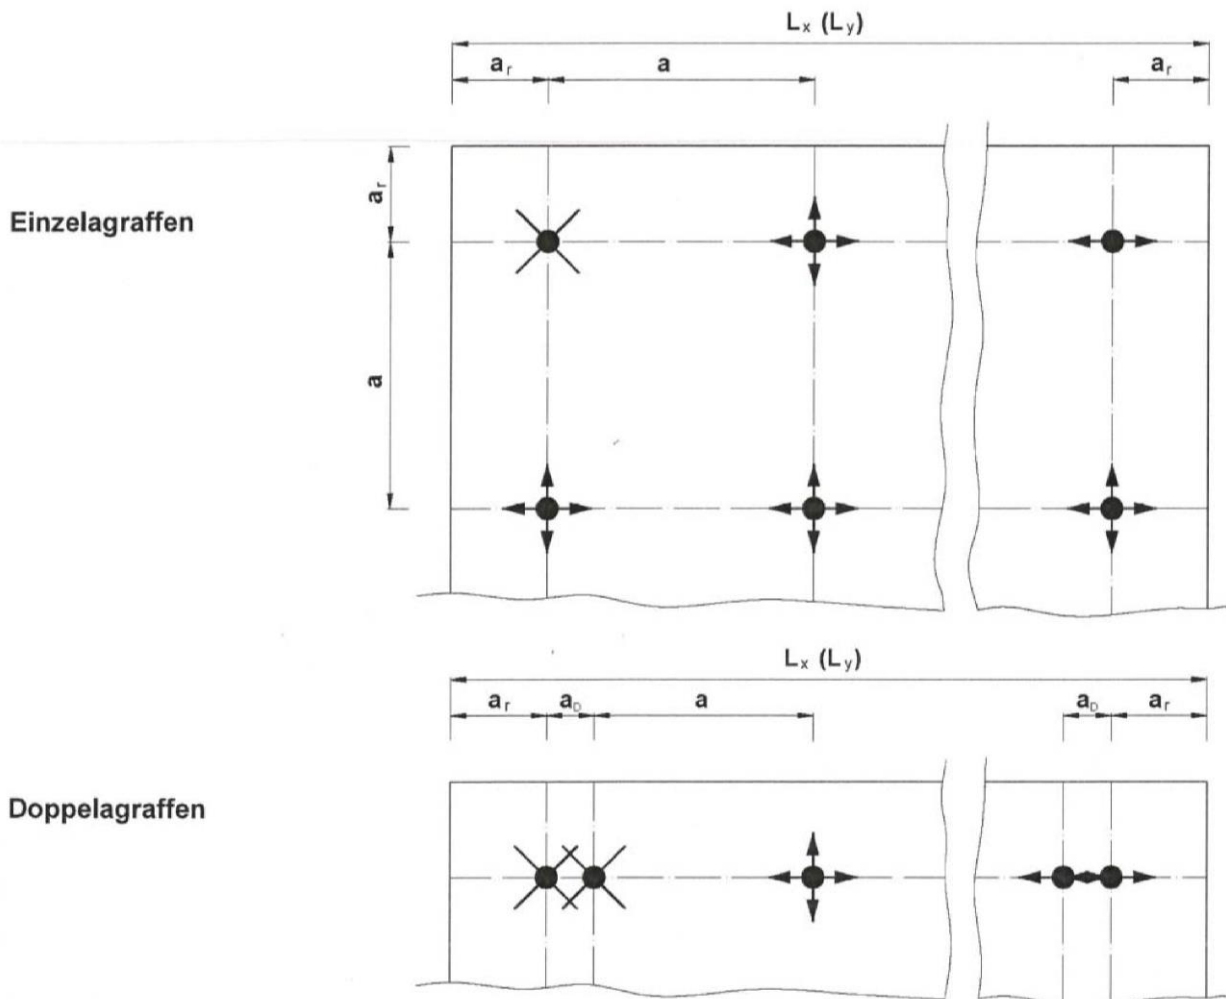 Lx (Ly)
ar a ar
ar
Einzelagraffen
a
Lx (Ly)
ar aD a aD ar
Doppelagraffen